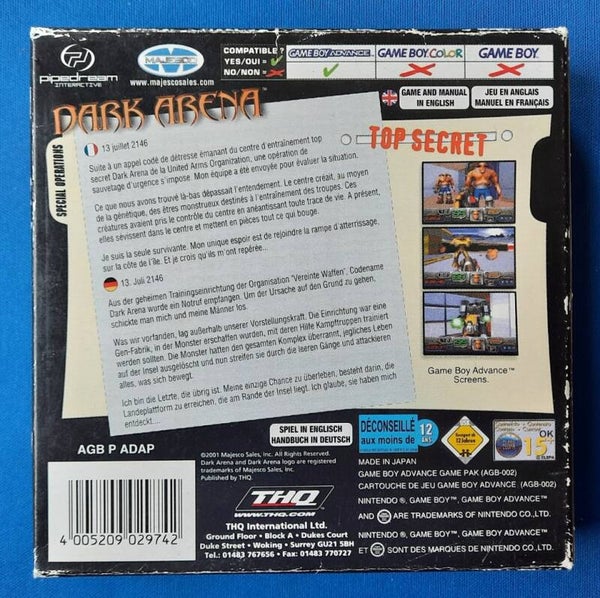 pipedream
INTERACTIVE
MAJESCO
www.majescosales.com
COMPATIBLE?
YES/OUI =
NO/NON =
GAME BOY ADVANCE
GAME BOY COLOR
GAME BOY
GAME AND MANUAL
IN ENGLISH
JEU EN ANGLAIS
MANUEL EN FRANÇAIS
DARK ARENA™
SPECIAL OPERATIONS
TOP SECRET
13 juillet 2146
Suite à un appel codé de détresse émanant du centre d'entraînement top
secret Dark Arena de la United Arms Organization, une opération de
sauvetage d'urgence s'impose. Mon équipe a été envoyée pour évaluer la situation.
Ce que nous avons trouvé là-bas dépassait l'entendement. Le centre créait, au moyen
de la génétique, des êtres monstrueux destinés à l'entraînement des troupes. Ces
créatures avaient pris le contrôle du centre en anéantissant toute trace de vie. À présent,
elles sévissent dans le centre et mettent en pièces tout ce qui bouge.
Je suis la seule survivante. Mon unique espoir est de rejoindre la rampe d'atterrissage,
sur la côte de l'île. Et je crois qu'ils m'ont repérée...
13. Juli 2146
Aus der geheimen Trainingseinrichtung der Organisation "Vereinte Waffen", Codename
Dark Arena wurde ein Notruf empfangen. Um der Ursache auf den Grund zu gehen,
schickte man mich und meine Männer los.
Was wir vorfanden, lag außerhalb unserer Vorstellungskraft. Die Einrichtung war eine
Gen-Fabrik, in der Monster erschaffen wurden, mit deren Hilfe Kampftruppen trainiert
werden sollten. Die Monster hatten den gesamten Komplex überrannt, jegliches Leben
auf der Insel ausgelöscht und nun streifen sie durch die leeren Gänge und attackieren
alles, was sich bewegt.
Ich bin die Letzte, die übrig ist. Meine einzige Chance zu überleben, besteht darin, die
Landeplattform zu erreichen, die am Rande der Insel liegt. Ich glaube, sie haben mich
entdeckt....
Game Boy Advance™
Screens.
SPIEL IN ENGLISCH
HANDBUCH IN DEUTSCH
DÉCONSEILLÉ
aux moins de
12
ANS
Geeignet ab
12 Jahren
15+
OK
AGB P ADAP
©2001 Majesco Sales, Inc. All Rights Reserved.
Dark Arena and Dark Arena logo are registered
trademarks of Majesco Sales, Inc.
Published by THQ.
4 005209 029742
THQ
WWW.THQ.COM
THQ International Ltd.
Ground Floor • Block A • Dukes Court
Duke Street • Woking • Surrey GU21 5BH
Tel: 01483 767656 • Fax: 01483 770727
MADE IN JAPAN
GAME BOY ADVANCE GAME PAK (AGB-002)
CARTOUCHE DE JEU GAME BOY ADVANCE (AGB-002)
NINTENDO ®, GAME BOY™, GAME BOY ADVANCE
AND ARE TRADEMARKS OF NINTENDO CO.,LTD.
NINTENDO ®, GAME BOY™, GAME BOY ADVANCE
ET SONT DES MARQUES DE NINTENDO CO.,LTD.